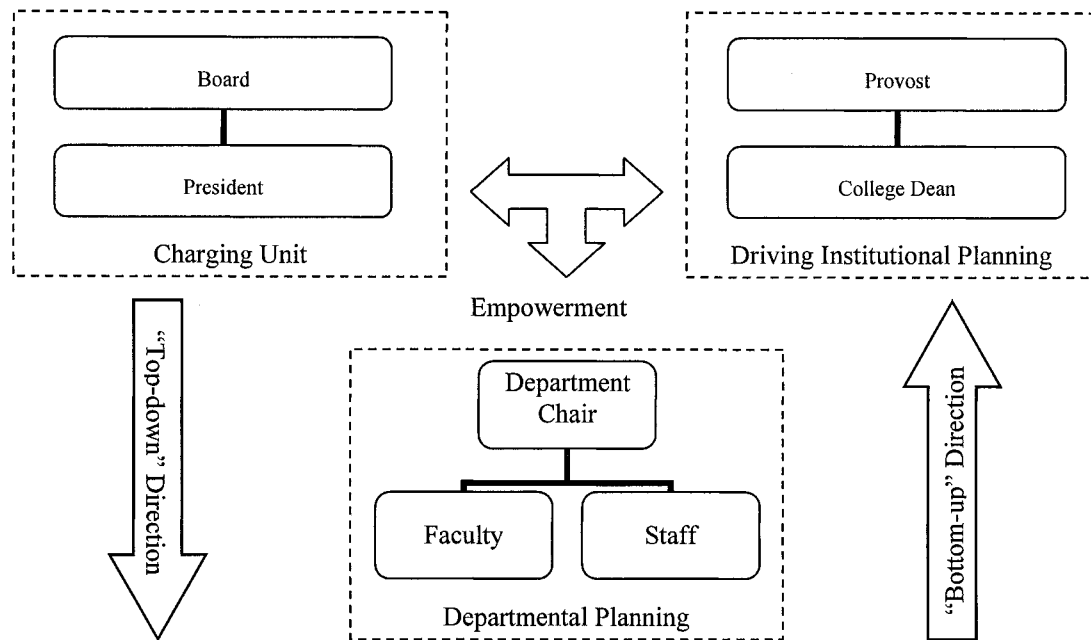 Board
President
Charging Unit
Provost
College Dean
Driving Institutional Planning
Empowerment
“Top-down” Direction
Department
Chair
Faculty
Staff
Departmental Planning
“Bottom-up” Direction